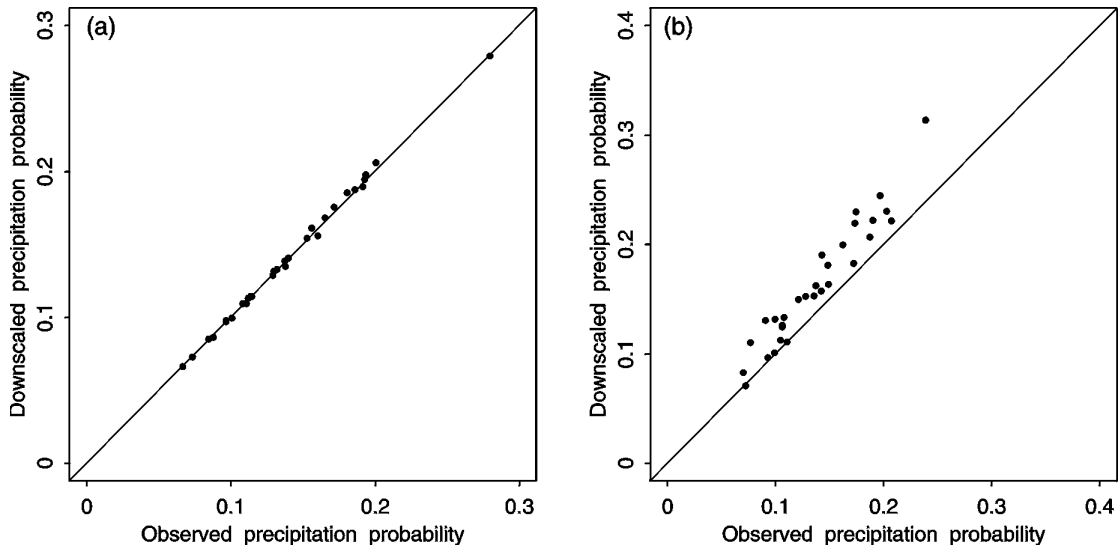 (a)
Downscaled precipitation probability
0.3
0.2
0.1
0
0 0.1 0.2 0.3
Observed precipitation probability
(b)
Downscaled precipitation probability
0.4
0.3
0.2
0.1
0
0 0.1 0.2 0.3 0.4
Observed precipitation probability